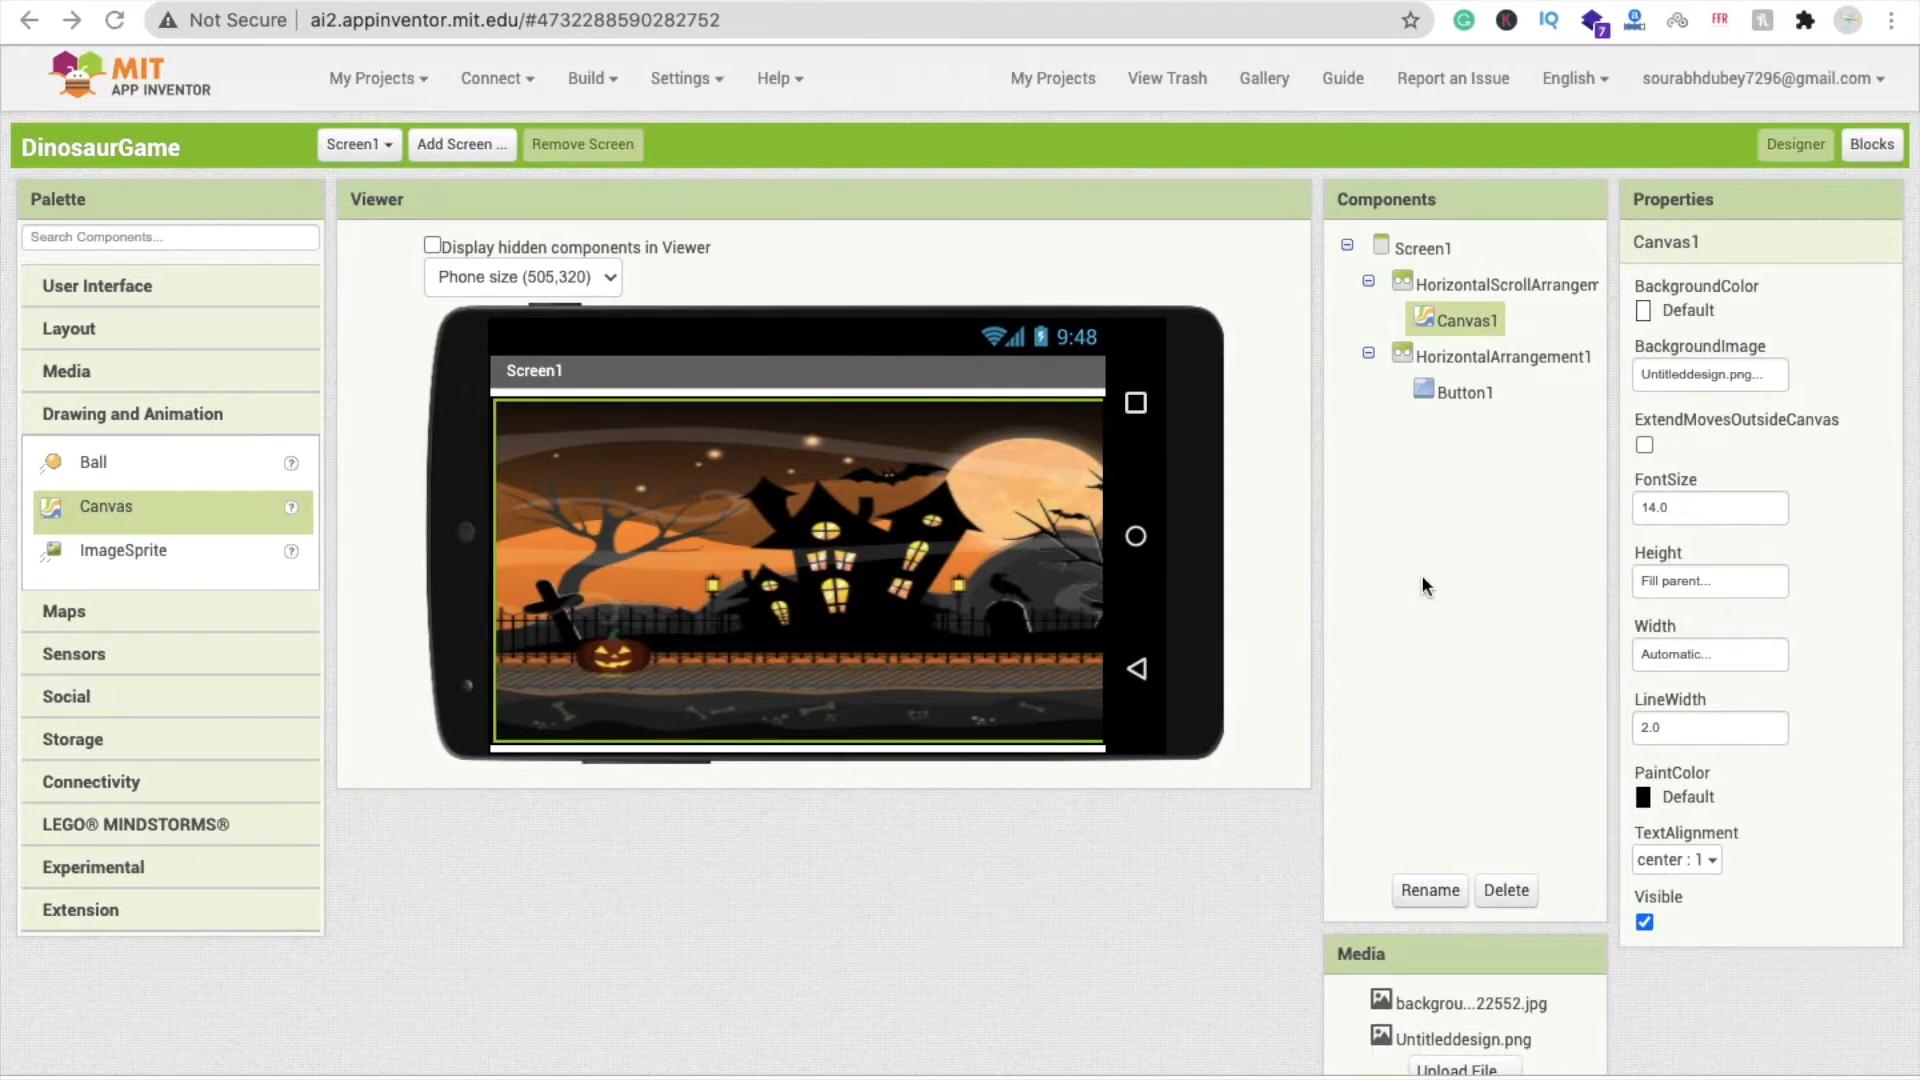 Not Secure
ai2.appinventor.mit.edu/#4732288590282752
IQ
7
FFR
MIT
APP INVENTOR
My Projects
Connect
Build
Settings
Help
My Projects
View Trash
Gallery
Guide
Report an Issue
English
sourabhdubey7296@gmail.com
DinosaurGame
Screen1
Add Screen ...
Remove Screen
Designer
Blocks
Palette
Search Components...
User Interface
Layout
Media
Drawing and Animation
Ball
?
Canvas
?
ImageSprite
?
Maps
Sensors
Social
Storage
Connectivity
LEGO® MINDSTORMS®
Experimental
Extension
Viewer
Display hidden components in Viewer
Phone size (505,320)
9:48
Screen1
Components
Screen1
HorizontalScrollArrangem
Canvas1
HorizontalArrangement1
Button1
Rename
Delete
Media
backgrou...22552.jpg
Untitleddesign.png
Upload File
Properties
Canvas1
BackgroundColor
Default
BackgroundImage
Untitleddesign.png...
ExtendMovesOutsideCanvas
FontSize
14.0
Height
Fill parent...
Width
Automatic...
LineWidth
2.0
PaintColor
Default
TextAlignment
center : 1
Visible